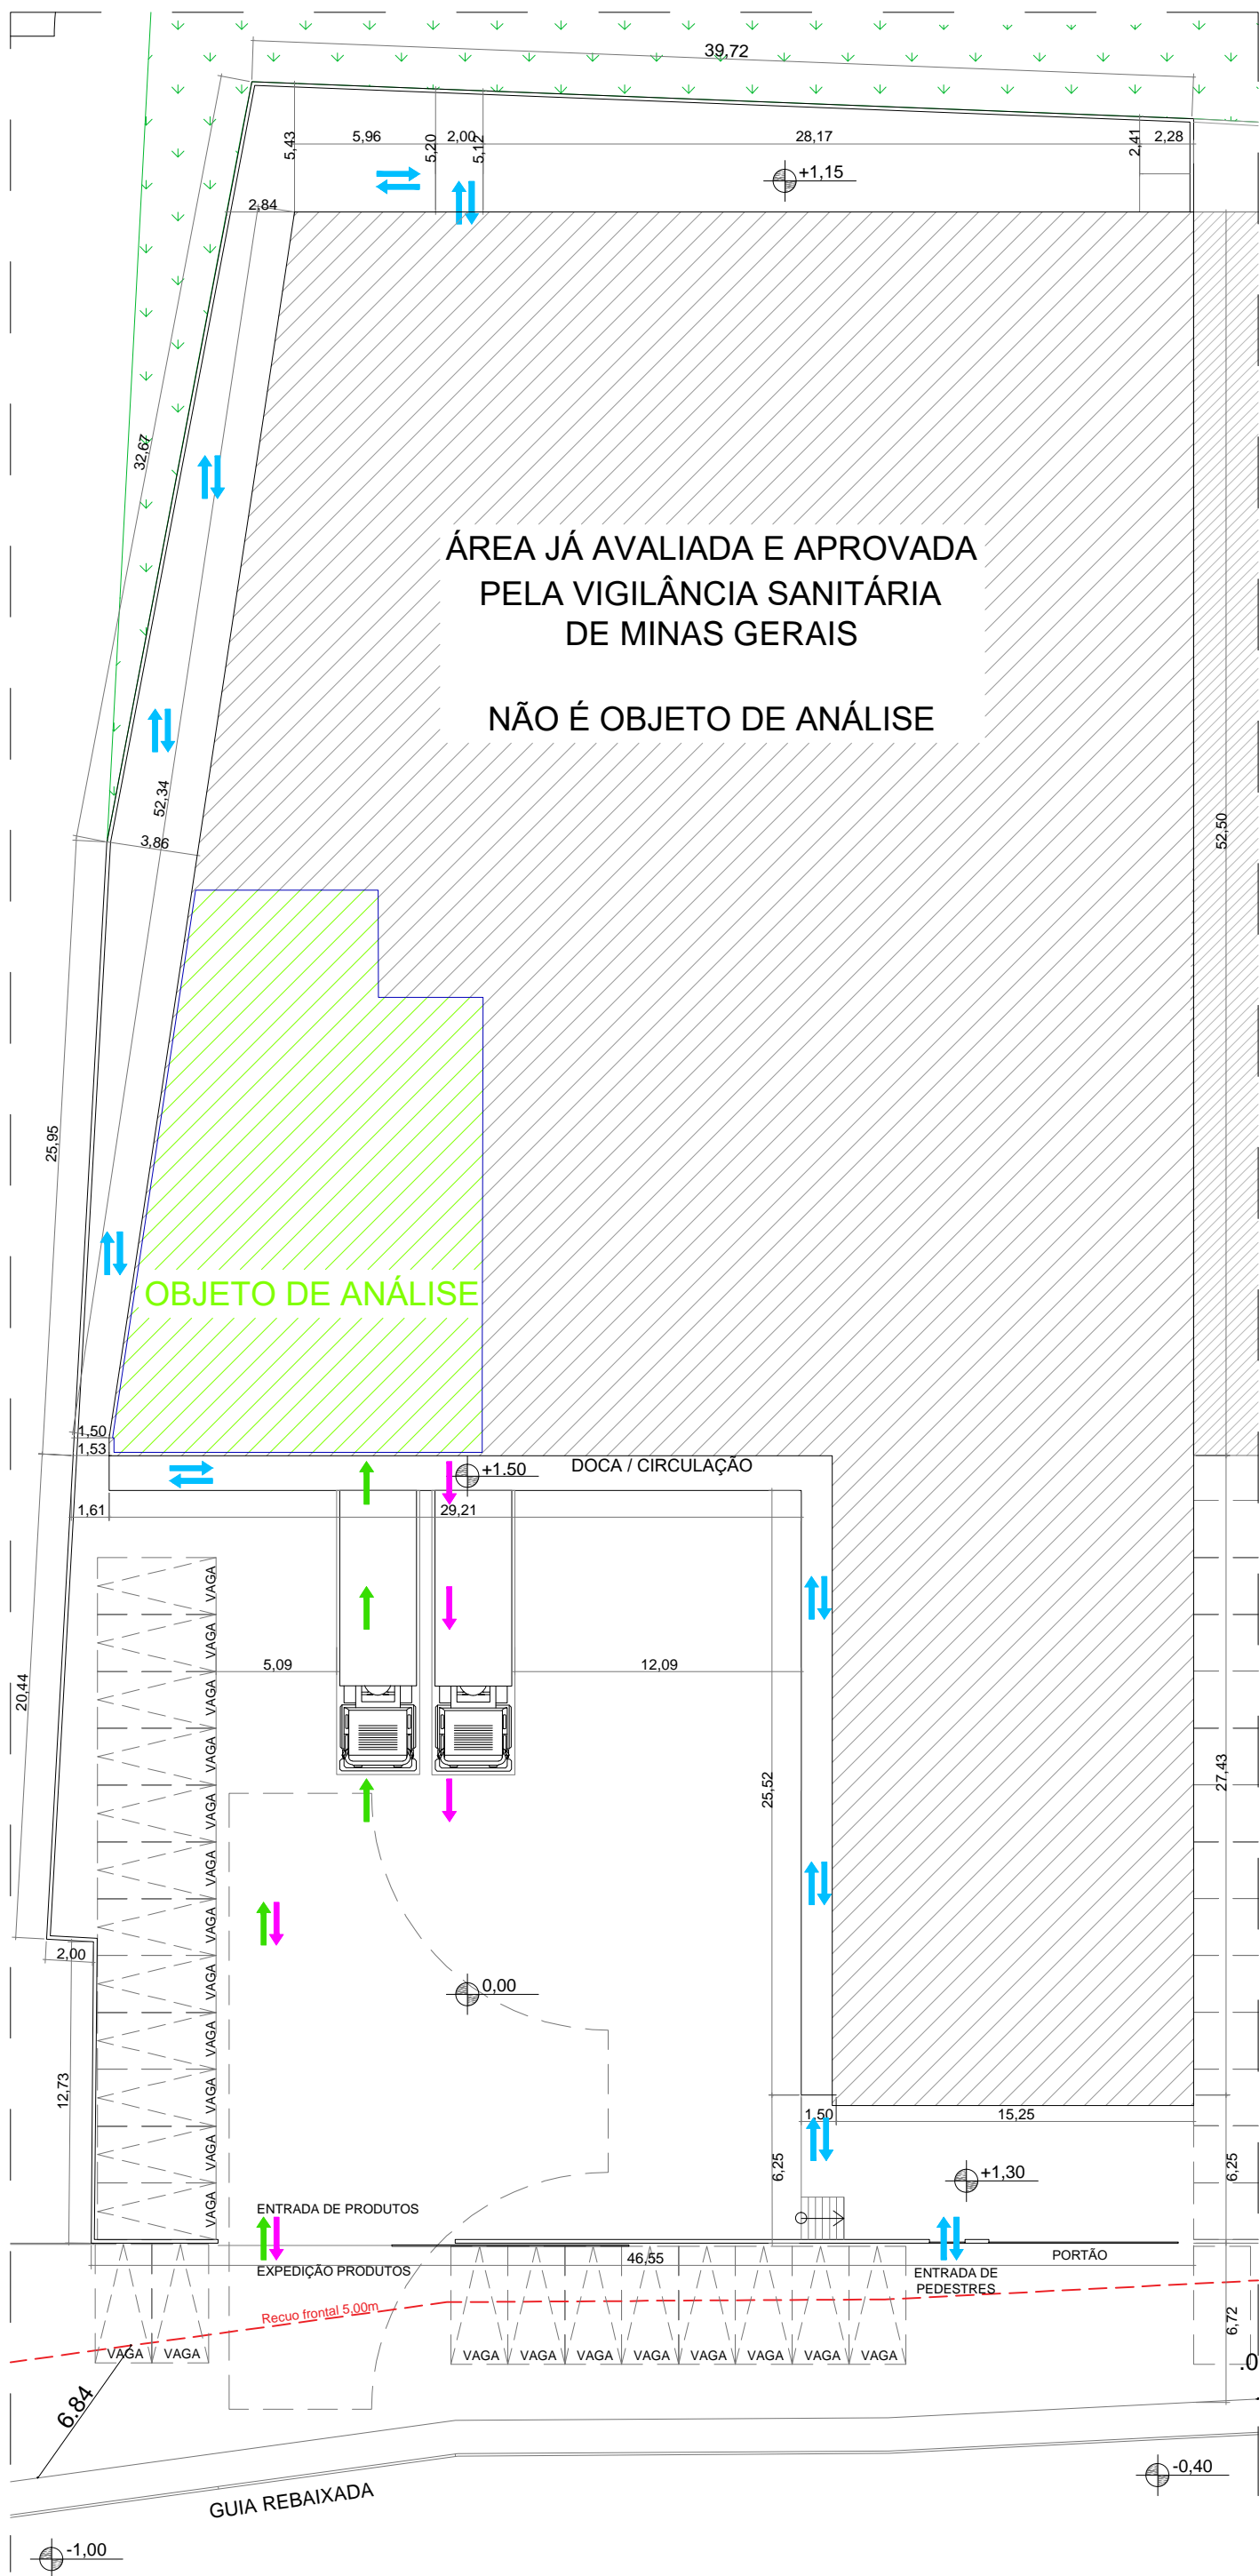 39,72
5,43
5,96
5,20
2,00
5,12
28,17
2,41
2,28
+1,15
2,84
32,67
ÁREA JÁ AVALIADA E APROVADA
PELA VIGILÂNCIA SANITÁRIA
DE MINAS GERAIS
NÃO É OBJETO DE ANÁLISE
52,34
3,86
52,50
25,95
OBJETO DE ANÁLISE
1,50
1,53
+1.50
DOCA / CIRCULAÇÃO
1,61
29,21
VAGA
VAGA
VAGA
VAGA
VAGA
VAGA
VAGA
VAGA
VAGA
VAGA
VAGA
VAGA
5,09
12,09
20,44
25,52
27,43
2,00
0,00
12,73
1,50
15,25
6,25
+1,30
6,25
ENTRADA DE PRODUTOS
EXPEDIÇÃO PRODUTOS
46,55
PORTÃO
ENTRADA DE
PEDESTRES
Recuo frontal 5,00m
6,72
VAGA
VAGA
VAGA
VAGA
VAGA
VAGA
VAGA
VAGA
VAGA
VAGA
.0
6.84
-0,40
GUIA REBAIXADA
-1,00